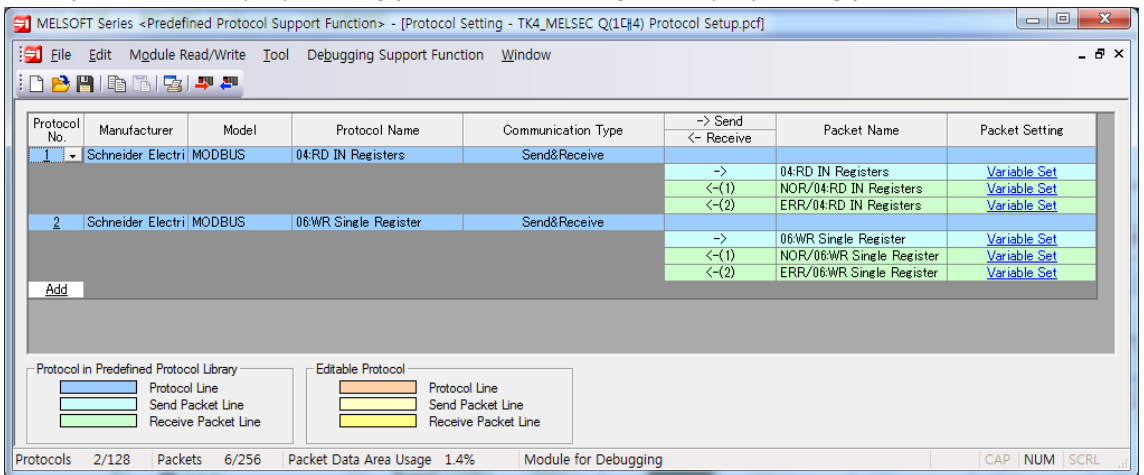 MELSOFT Series <Predefined Protocol Support Function> - [Protocol Setting - TK4_MELSEC Q(1대4) Protocol Setup.pcf]
File Edit Module Read/Write Tool Debugging Support Function Window
Protocol No. Manufacturer Model Protocol Name Communication Type -> Send <- Receive Packet Name Packet Setting
1 Schneider Electri MODBUS 04:RD IN Registers Send&Receive
-> 04:RD IN Registers Variable Set
<-(1) NOR/04:RD IN Registers Variable Set
<-(2) ERR/04:RD IN Registers Variable Set
2 Schneider Electri MODBUS 06:WR Single Register Send&Receive
-> 06:WR Single Register Variable Set
<-(1) NOR/06:WR Single Register Variable Set
<-(2) ERR/06:WR Single Register Variable Set
Add
Protocol in Predefined Protocol Library
Protocol Line
Send Packet Line
Receive Packet Line
Editable Protocol
Protocol Line
Send Packet Line
Receive Packet Line
Protocols 2/128 Packets 6/256 Packet Data Area Usage 1.4% Module for Debugging CAP NUM SCRL